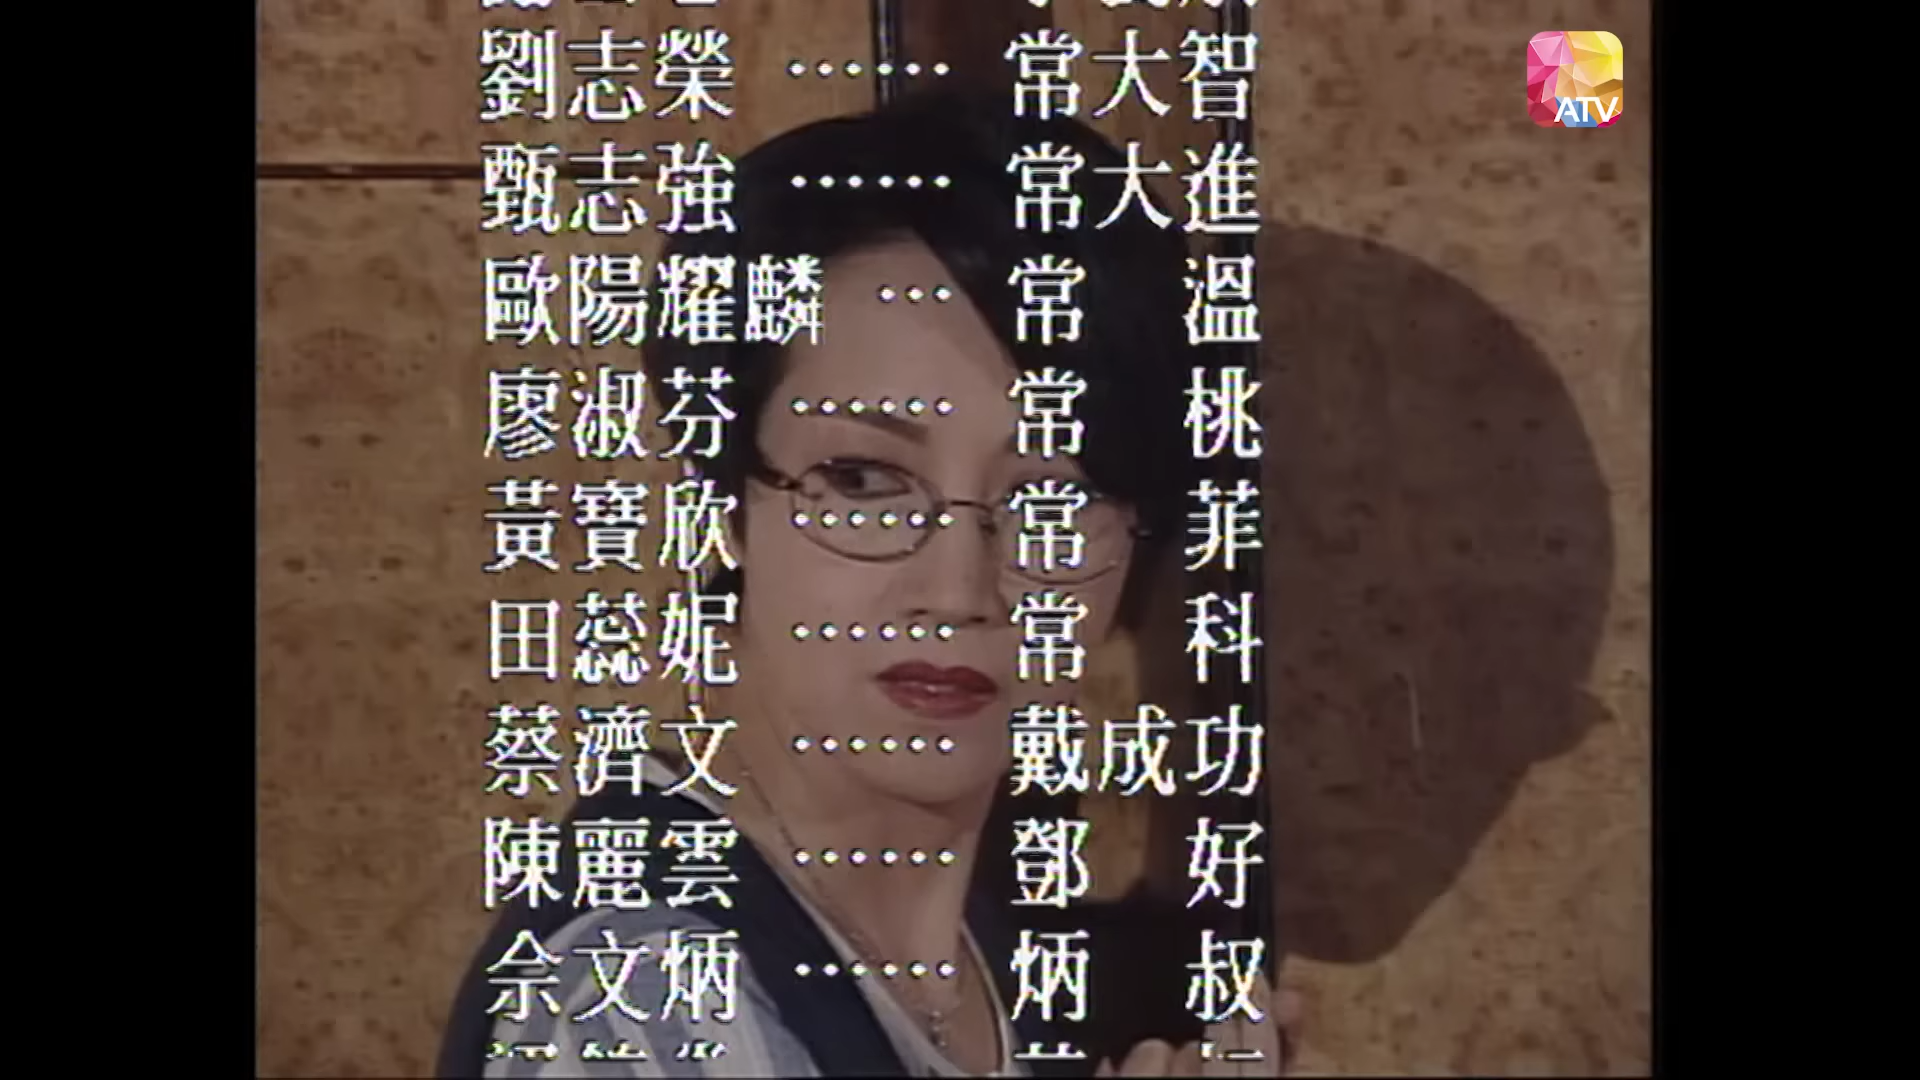 劉志榮 ‥‥‥ 常大智
ATV
甄志強 ‥‥‥ 常大進
歐陽耀麟 ‥· 常溫
廖淑芬 ‥‥‥ 常桃
黃寶欣 ‥‥‥ 常菲
田蕊妮 ‥‥‥ 常科
蔡濟文 ‥‥‥ 戴成功
陳麗雲 ‥‥‥ 鄧好
佘文炳 ‥‥‥ 炳叔